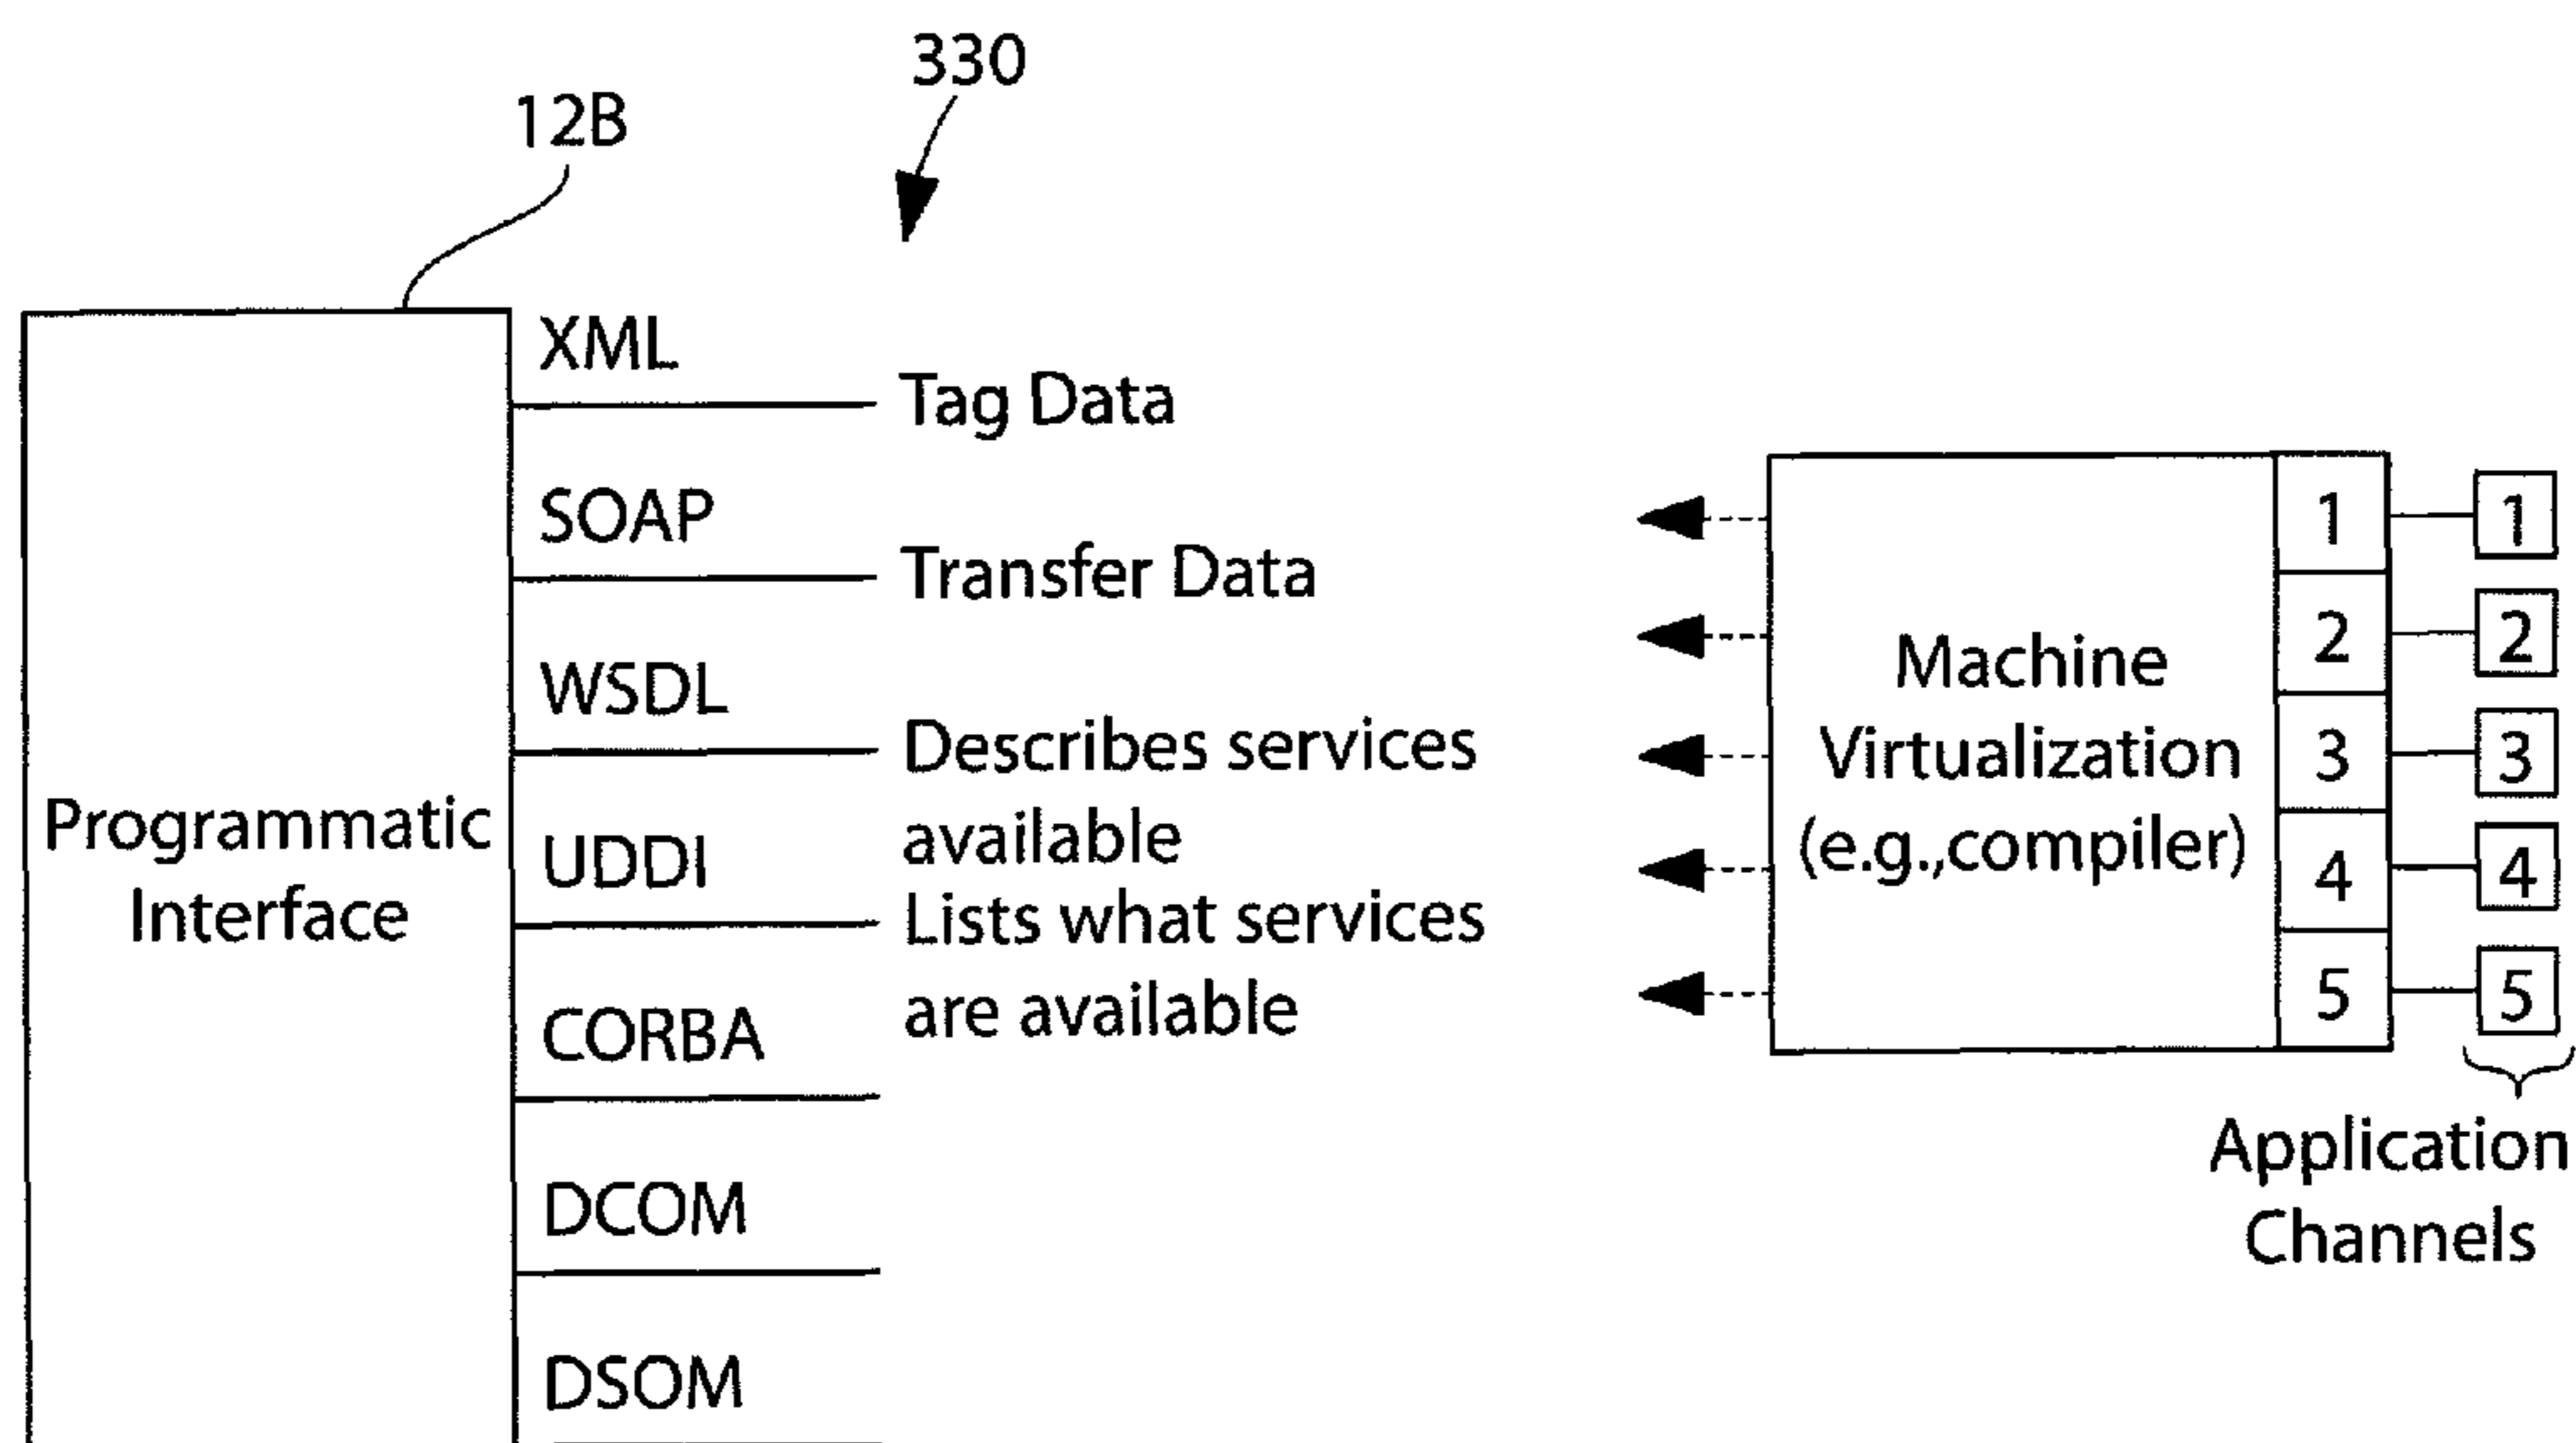 330
12B
XML
Tag Data
SOAP
Transfer Data
WSDL
Describes services
available
UDDI
Lists what services
are available
CORBA
DCOM
DSOM
Programmatic
Interface
Machine
Virtualization
(e.g.,compiler)
1
2
3
4
5
1
2
3
4
5
Application
Channels